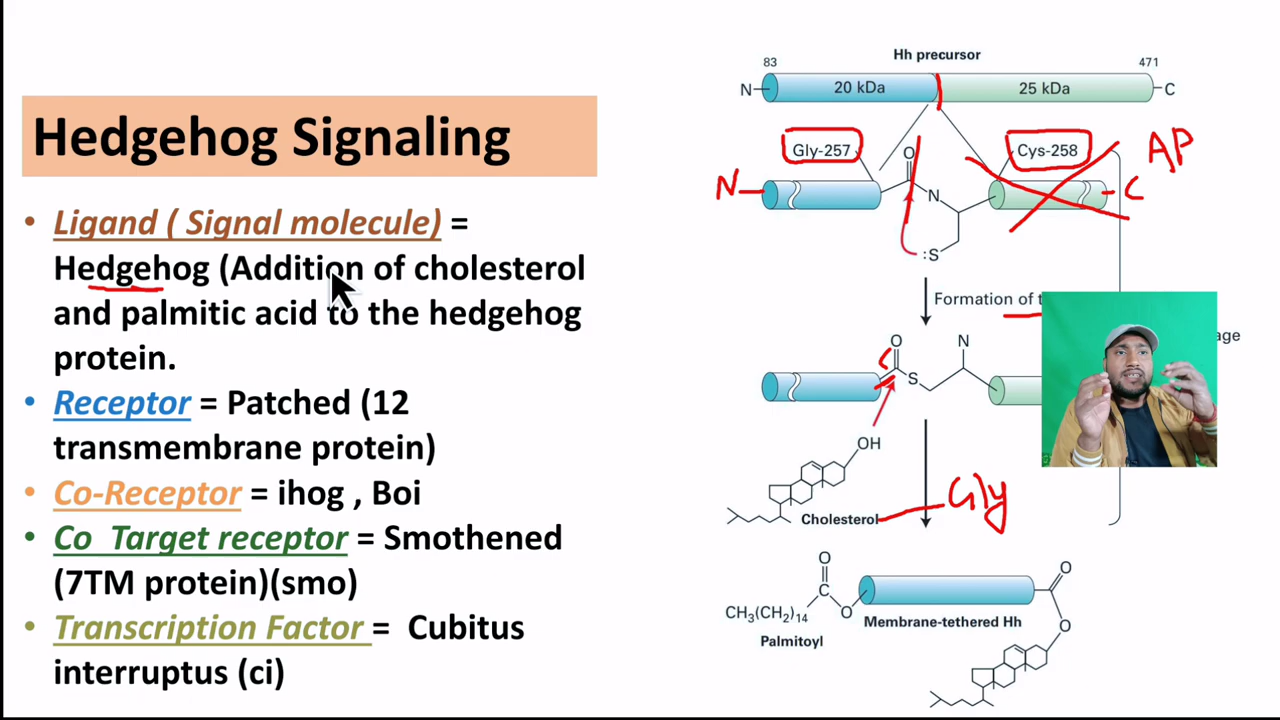 Hedgehog Signaling
• Ligand ( Signal molecule) =
Hedgehog (Addition of cholesterol
and palmitic acid to the hedgehog
protein.
• Receptor = Patched (12
transmembrane protein)
• Co-Receptor = ihog , Boi
• Co Target receptor = Smothened
(7TM protein)(smo)
• Transcription Factor = Cubitus
interruptus (ci)
Hh precursor
83 471
N 20 kDa 25 kDa C
Gly-257 O Cys-258 AP
N N C
:S
Formation of
age
O N
C S
OH
Cholesterol Gly
O O
C
CH3(CH2)14 O Membrane-tethered Hh O
Palmitoyl